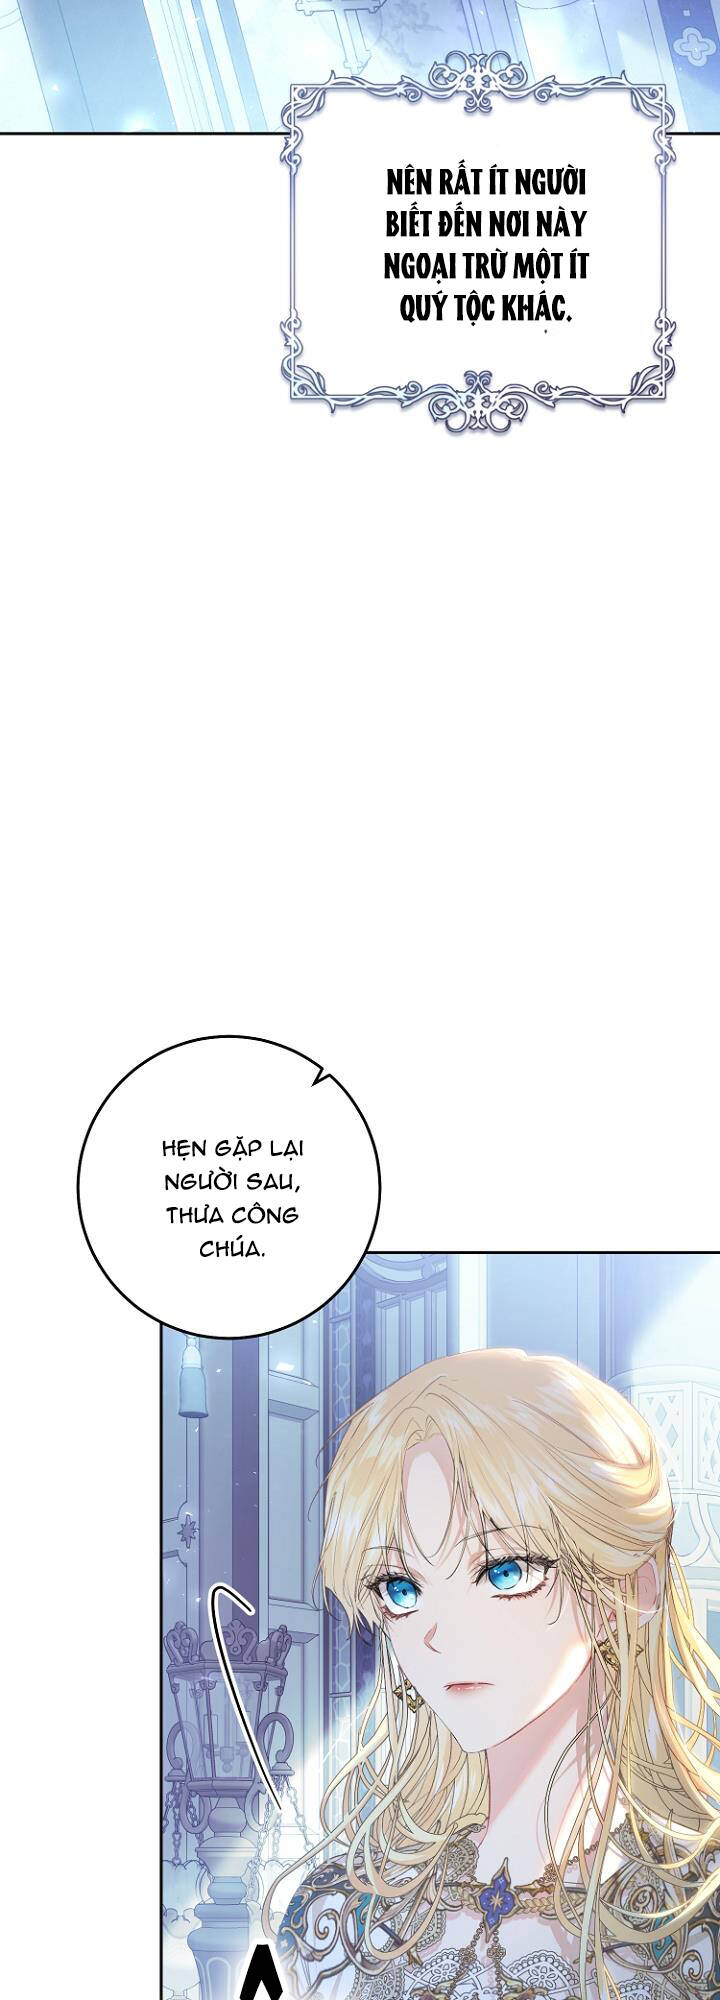 NÊN RẤT ÍT NGƯỜI
BIẾT ĐẾN NƠI NÀY
NGOẠI TRỪ MỘT ÍT
QUÝ TỘC KHÁC.
HẸN GẶP LẠI
NGƯỜI SAU,
THƯA CÔNG
CHÚA.